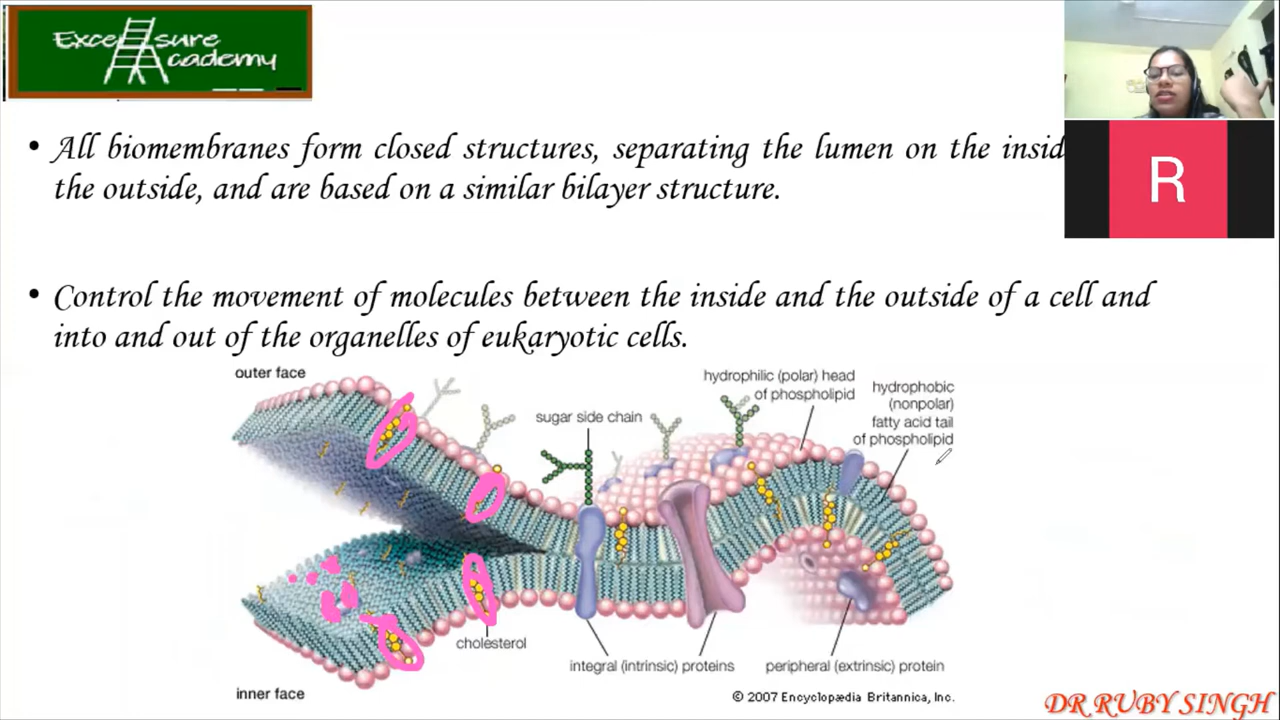 Excelsure
Academy
• All biomembranes form closed structures, separating the lumen on the
the outside, and are based on a similar bilayer structure.
R
• Control the movement of molecules between the inside and the outside of a cell and
into and out of the organelles of eukaryotic cells.
outer face
hydrophilic (polar) head
of phospholipid
hydrophobic
(nonpolar)
fatty acid tail
of phospholipid
sugar side chain
cholesterol
integral (intrinsic) proteins
peripheral (extrinsic) protein
inner face
© 2007 Encyclopædia Britannica, Inc.
DR RUBY SINGH